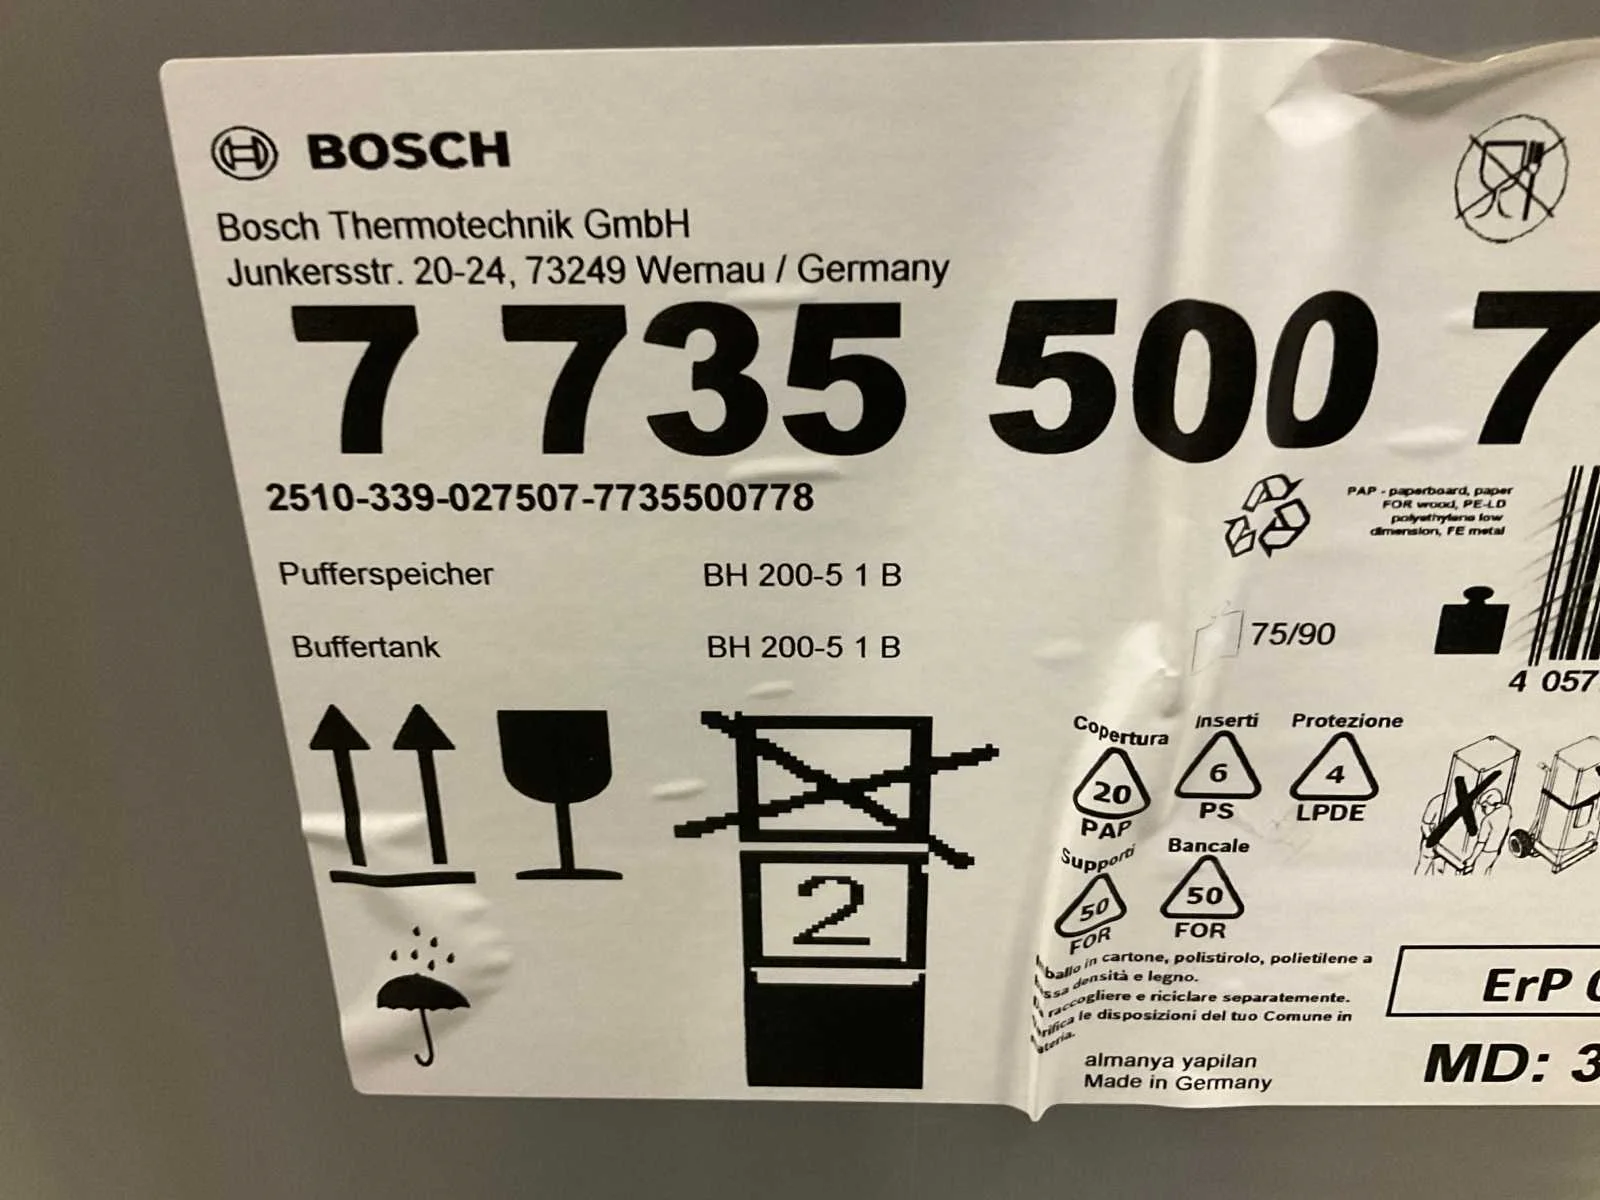 BOSCH
Bosch Thermotechnik GmbH
Junkersstr. 20-24, 73249 Wernau / Germany
7 735 500 7
2510-339-027507-7735500778
PAP - paperboard, paper
FOR wood, PE-LD
polyethylene low
dimension, FE metal
Pufferspeicher BH 200-5 1 B
Buffertank BH 200-5 1 B
75/90
4 057
Copertura Inserti Protezione
20 6 4
PAP PS LPDE
Supporti Bancale
50 50
FOR FOR
2
in cartone, polistirolo, polietilene a
densità e legno.
raccogliere e riciclare separatamente.
le disposizioni del tuo Comune in
ErP
MD: 3
almanya yapilan
Made in Germany